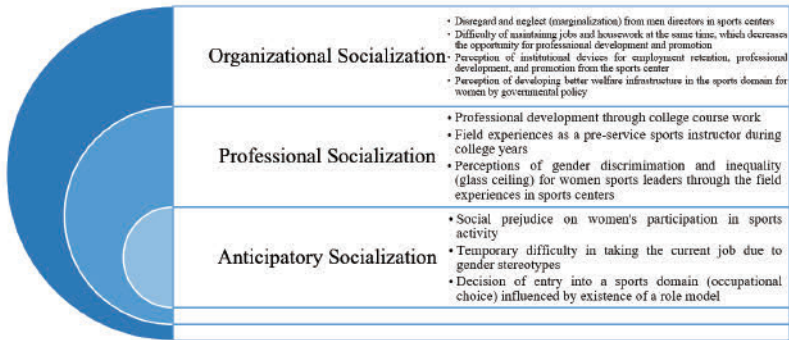 Organizational Socialization
• Disregard and neglect (marginalization) from men directors in sports centers
• Difficulty of maintaining jobs and housework at the same time, which decreases
the opportunity for professional development and promotion
• Perception of institutional devices for employment retention, professional
development, and promotion from the sports center
• Perception of developing better welfare infrastructure in the sports domain for
women by governmental policy
Professional Socialization
• Professional development through college course work
• Field experiences as a pre-service sports instructor during
college years
• Perceptions of gender discrimimation and inequality
(glass ceiling) for women sports leaders through the field
experiences in sports centers
Anticipatory Socialization
• Social prejudice on women's participation in sports
activity
• Temporary difficulty in taking the current job due to
gender stereotypes
• Decision of entry into a sports domain (occupational
choice) influenced by existence of a role model